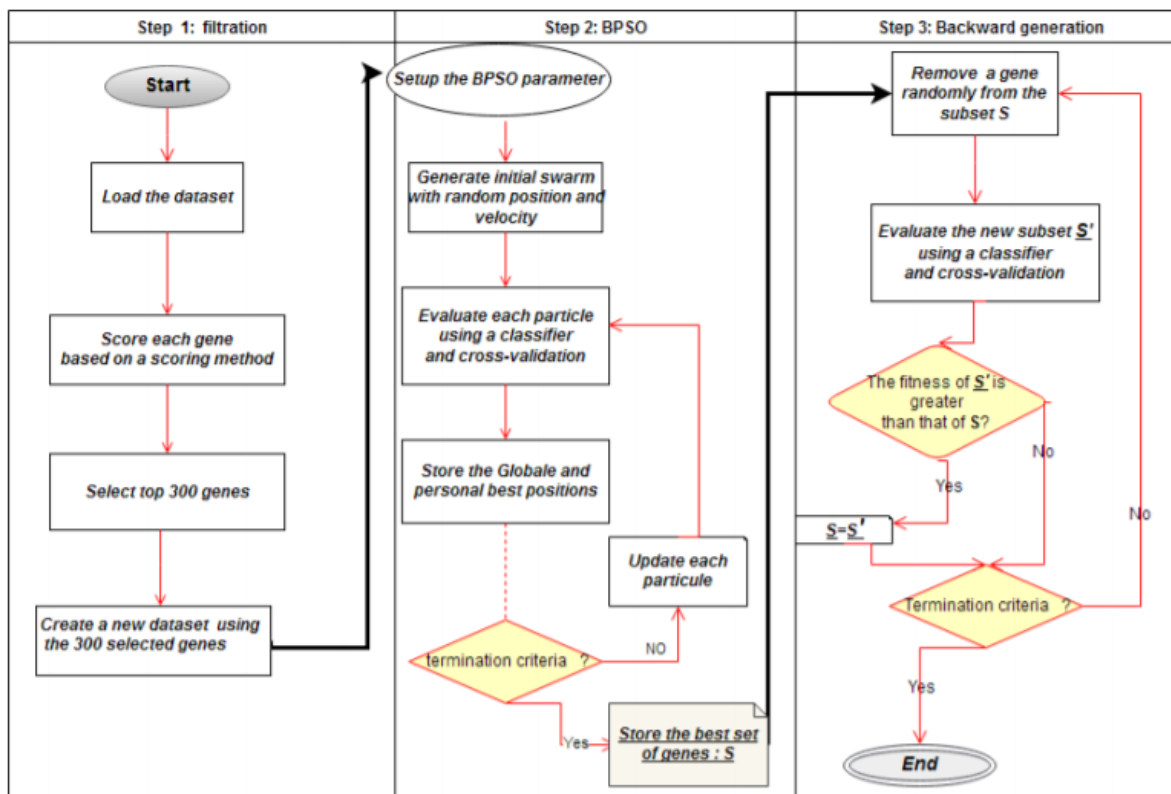 Step 1: filtration
Start
Load the dataset
Score each gene
based on a scoring method
Select top 300 genes
Create a new dataset using
the 300 selected genes
Step 2: BPSO
Setup the BPSO parameter
Generate initial swarm
with random position and
velocity
Evaluate each particle
using a classifier
and cross-validation
Store the Globale and
personal best positions
Update each
particule
termination criteria ?
NO
Yes
Store the best set
of genes : S
Step 3: Backward generation
Remove a gene
randomly from the
subset S
Evaluate the new subset S'
using a classifier
and cross-validation
The fitness of S' is
greater
than that of S?
No
Yes
S=S'
Termination criteria ?
No
Yes
End